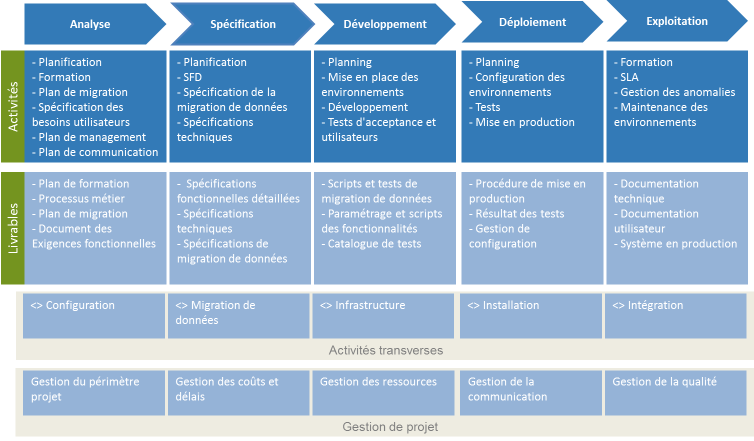 Analyse
Spécification
Développement
Déploiement
Exploitation
Activités
- Planification
- Formation
- Plan de migration
- Spécification des
besoins utilisateurs
- Plan de management
- Plan de communication
- Planification
- SFD
- Spécification de la
migration de données
- Spécifications
techniques
- Planning
- Mise en place des
environnements
- Développement
- Tests d'acceptance et
utilisateurs
- Planning
- Configuration des
environnements
- Tests
- Mise en production
- Formation
- SLA
- Gestion des anomalies
- Maintenance des
environnements
Livrables
- Plan de formation
- Processus métier
- Plan de migration
- Document des
Exigences fonctionnelles
- Spécifications
fonctionnelles détaillées
- Spécifications
techniques
- Spécifications de
migration de données
- Scripts et tests de
migration de données
- Paramétrage et scripts
des fonctionnalités
- Catalogue de tests
- Procédure de mise en
production
- Résultat des tests
- Gestion de
configuration
- Documentation
technique
- Documentation
utilisateur
- Système en production
<> Configuration
<> Migration de
données
<> Infrastructure
<> Installation
<> Intégration
Activités transverses
Gestion du périmètre
projet
Gestion des coûts et
délais
Gestion des ressources
Gestion de la
communication
Gestion de la qualité
Gestion de projet